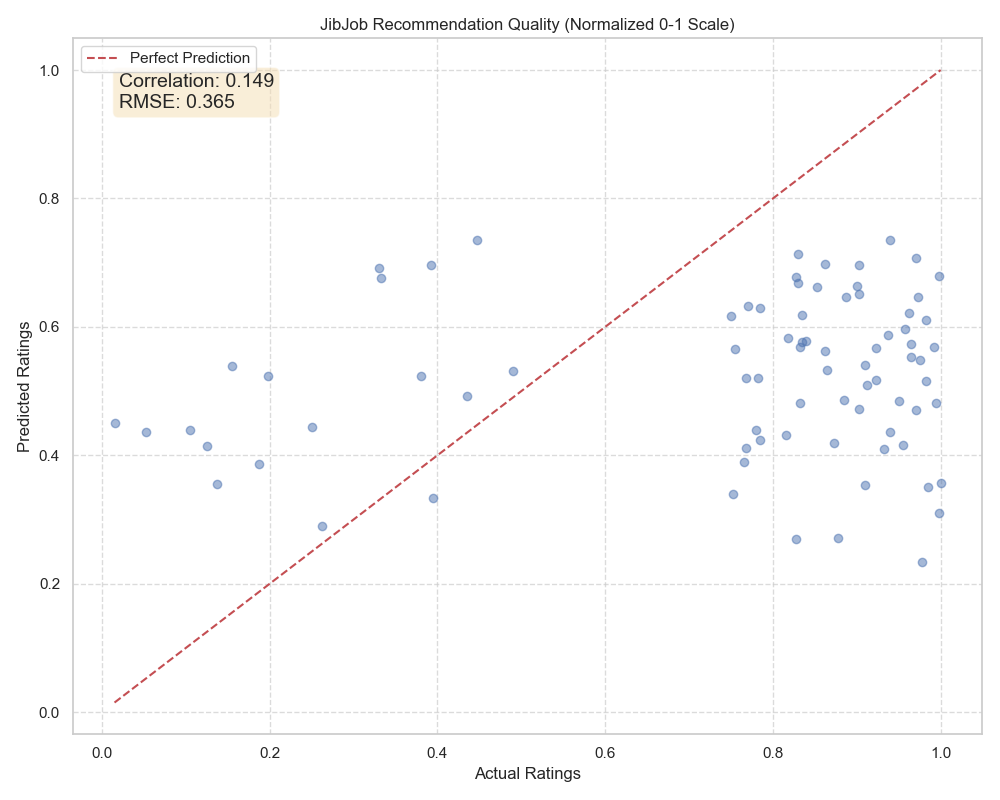 JibJob Recommendation Quality (Normalized 0-1 Scale)
Perfect Prediction
Correlation: 0.149
RMSE: 0.365
1.0
0.8
0.6
0.4
0.2
0.0
Predicted Ratings
0.0 0.2 0.4 0.6 0.8 1.0
Actual Ratings